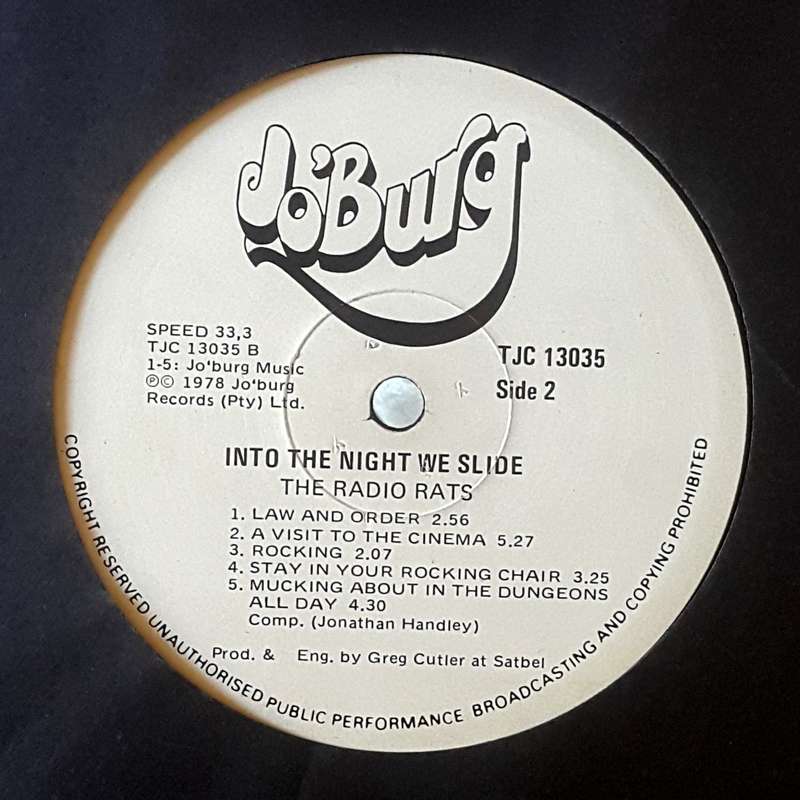 Jo'Burg
SPEED 33,3
TJC 13035 B
1-5: Jo'burg Music
℗© 1978 Jo'burg
Records (Pty) Ltd.
TJC 13035
Side 2
INTO THE NIGHT WE SLIDE
THE RADIO RATS
1. LAW AND ORDER 2.56
2. A VISIT TO THE CINEMA 5.27
3. ROCKING 2.07
4. STAY IN YOUR ROCKING CHAIR 3.25
5. MUCKING ABOUT IN THE DUNGEONS
ALL DAY 4.30
Comp. (Jonathan Handley)
Prod. & Eng. by Greg Cutler at Satbel
COPYRIGHT RESERVED UNAUTHORISED PUBLIC PERFORMANCE BROADCASTING AND COPYING PROHIBITED